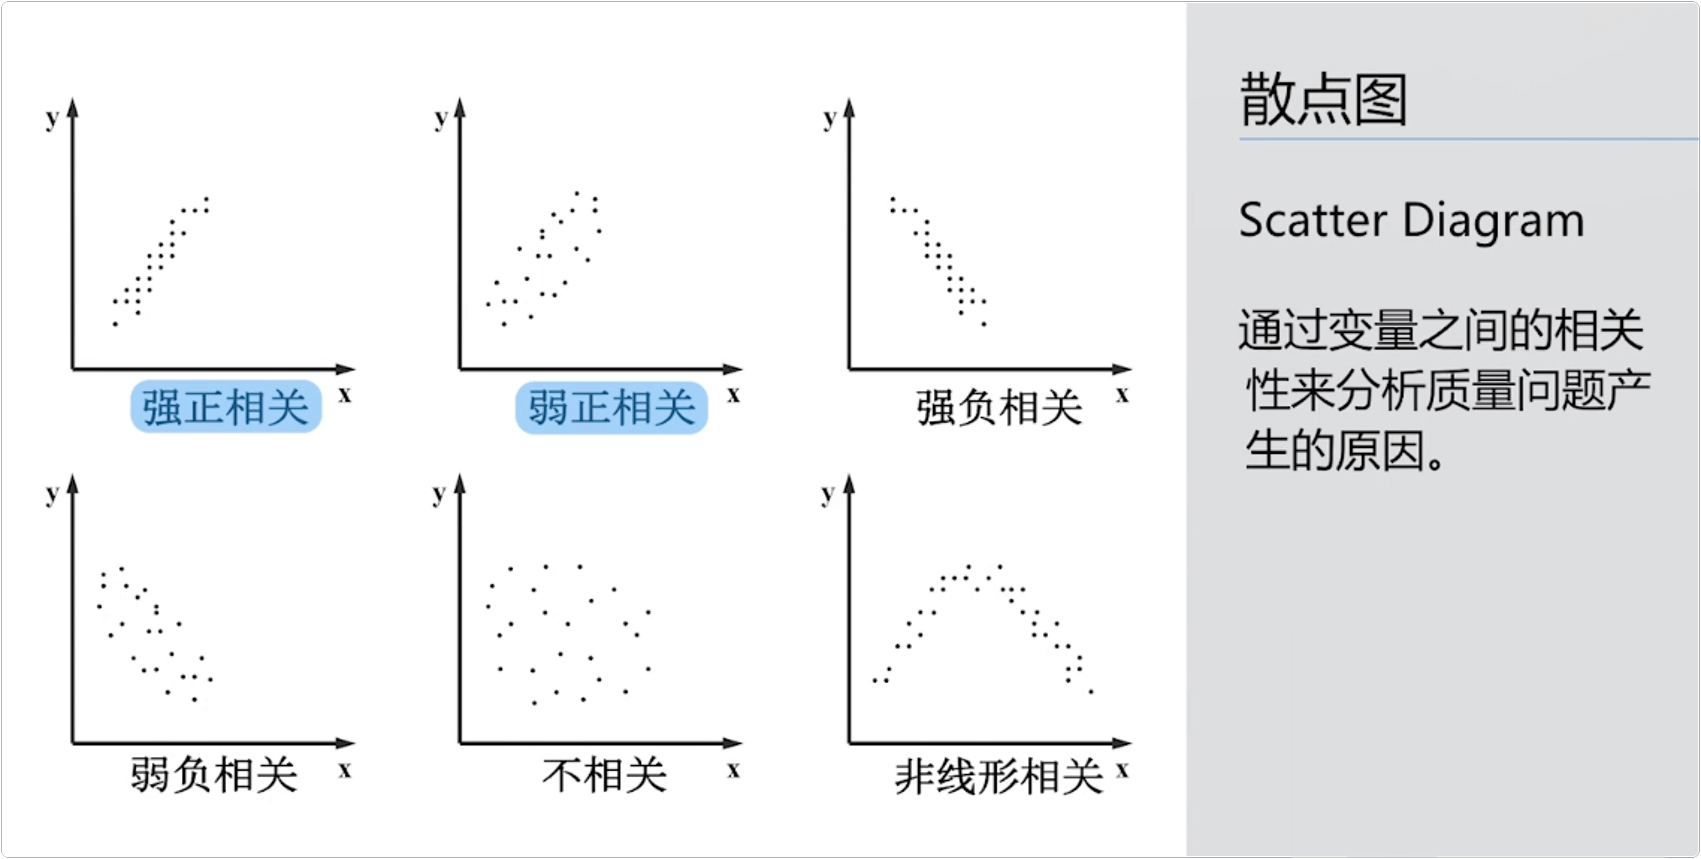 y
x
强正相关
y
x
弱正相关
y
x
强负相关
y
x
弱负相关
y
x
不相关
y
x
非线形相关
散点图
Scatter Diagram
通过变量之间的相关
性来分析质量问题产
生的原因。